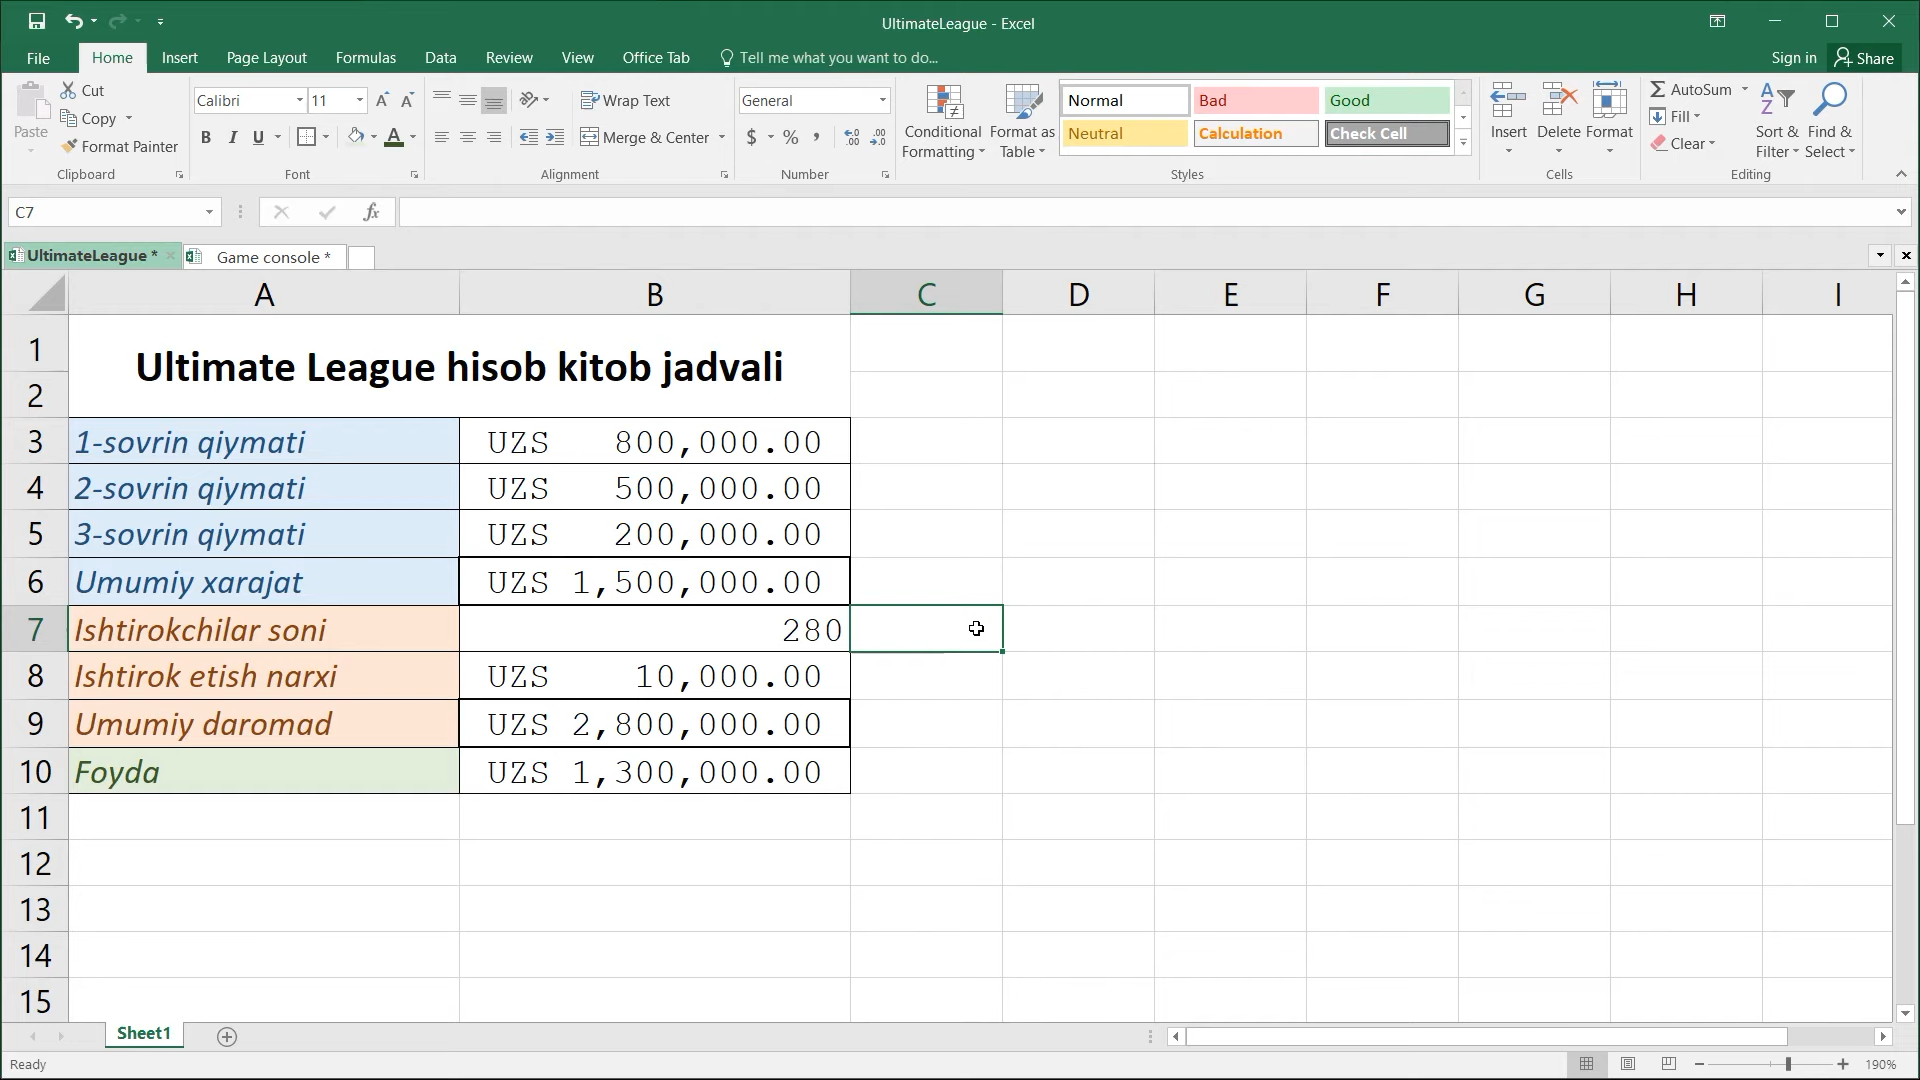 UltimateLeague - Excel
File Home Insert Page Layout Formulas Data Review View Office Tab Tell me what you want to do... Sign in Share
Paste
Cut
Copy
Format Painter
Clipboard
Calibri 11
B I U
Font
Wrap Text
Merge & Center
Alignment
General
$ % ,
Number
Conditional Formatting
Format as Table
Normal Bad Good
Neutral Calculation Check Cell
Styles
Insert Delete Format
Cells
AutoSum
Fill
Clear
Sort & Filter
Find & Select
Editing
C7 fx
UltimateLeague * Game console *
A B C D E F G H I
1
2
Ultimate League hisob kitob jadvali
3 1-sovrin qiymati UZS 800,000.00
4 2-sovrin qiymati UZS 500,000.00
5 3-sovrin qiymati UZS 200,000.00
6 Umumiy xarajat UZS 1,500,000.00
7 Ishtirokchilar soni 280
8 Ishtirok etish narxi UZS 10,000.00
9 Umumiy daromad UZS 2,800,000.00
10 Foyda UZS 1,300,000.00
11
12
13
14
15
Sheet1
Ready 190%